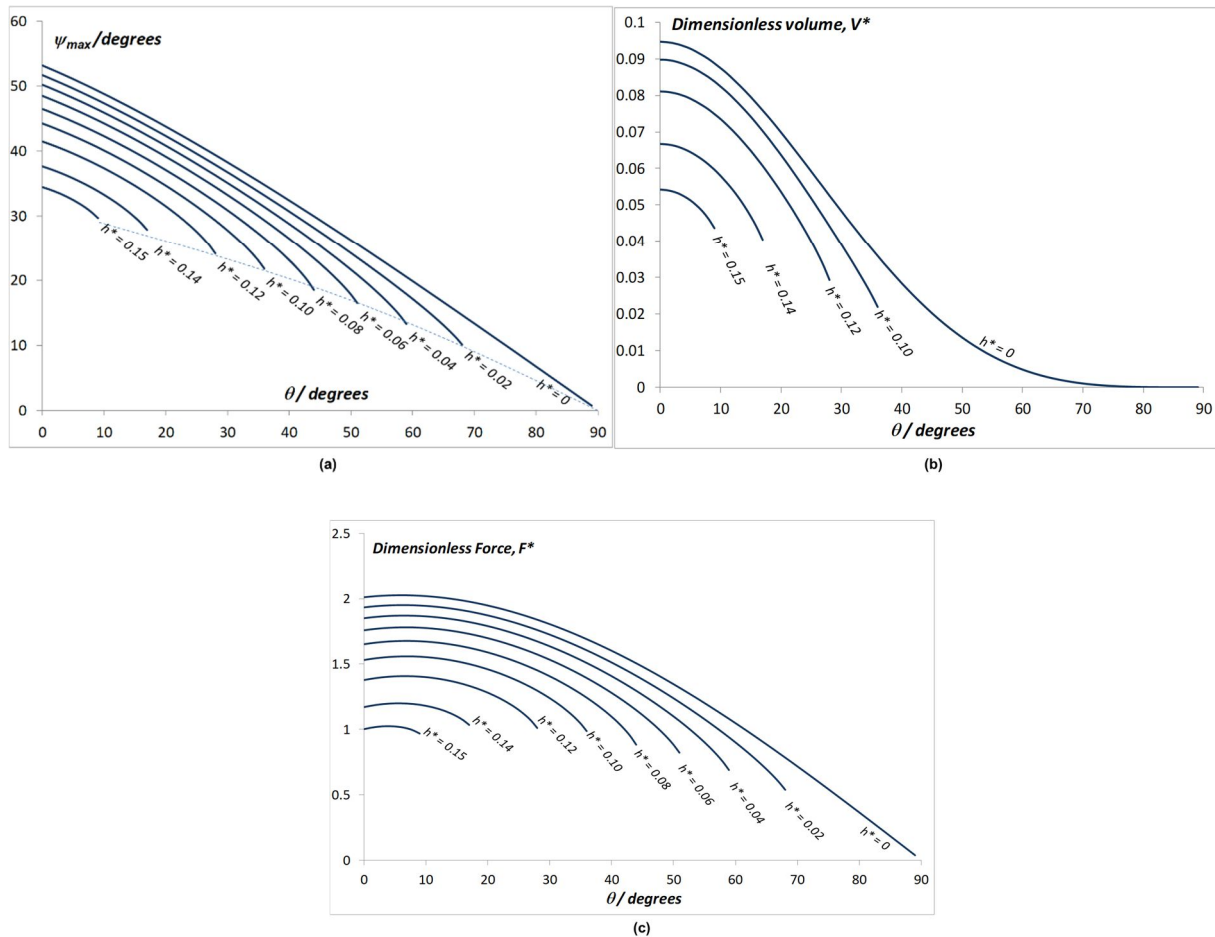 ψmax/degrees
60
50
40
30
20
10
0
h* = 0.15
h* = 0.14
h* = 0.12
h* = 0.10
h* = 0.08
h* = 0.06
h* = 0.04
h* = 0.02
h* = 0
θ / degrees
0 10 20 30 40 50 60 70 80 90
(a)
Dimensionless volume, V*
0.1
0.09
0.08
0.07
0.06
0.05
0.04
0.03
0.02
0.01
0
h* = 0.15
h* = 0.14
h* = 0.12
h* = 0.10
h* = 0
0 10 20 30 40 50 60 70 80 90
θ / degrees
(b)
Dimensionless Force, F*
2.5
2
1.5
1
0.5
0
h* = 0.15
h* = 0.14
h* = 0.12
h* = 0.10
h* = 0.08
h* = 0.06
h* = 0.04
h* = 0.02
h* = 0
0 10 20 30 40 50 60 70 80 90
θ / degrees
(c)